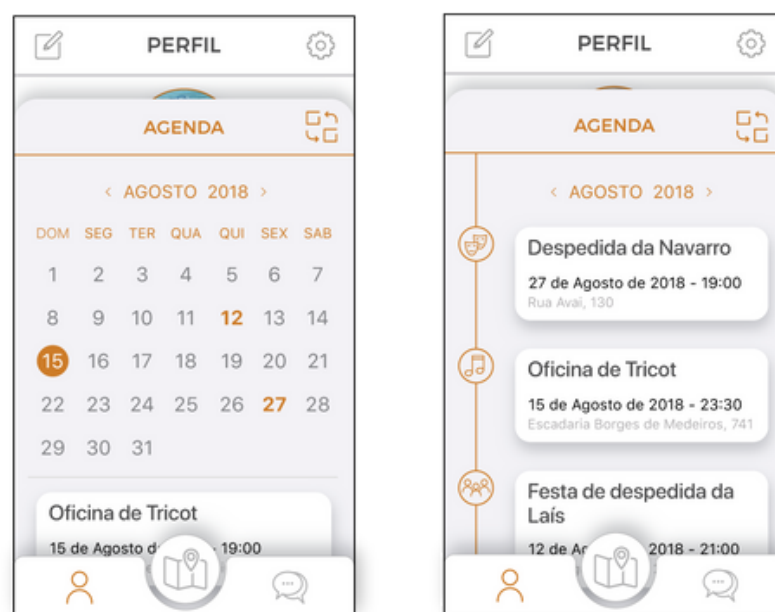 PERFIL
AGENDA
< AGOSTO 2018 >
DOM SEG TER QUA QUI SEX SAB
1 2 3 4 5 6 7
8 9 10 11 12 13 14
15 16 17 18 19 20 21
22 23 24 25 26 27 28
29 30 31
Oficina de Tricot
15 de Agosto d 19:00
PERFIL
AGENDA
< AGOSTO 2018 >
Despedida da Navarro
27 de Agosto de 2018 - 19:00
Rua Avai, 130
Oficina de Tricot
15 de Agosto de 2018 - 23:30
Escadaria Borges de Medeiros, 741
Festa de despedida da
Laís
12 de Ag 2018 - 21:00